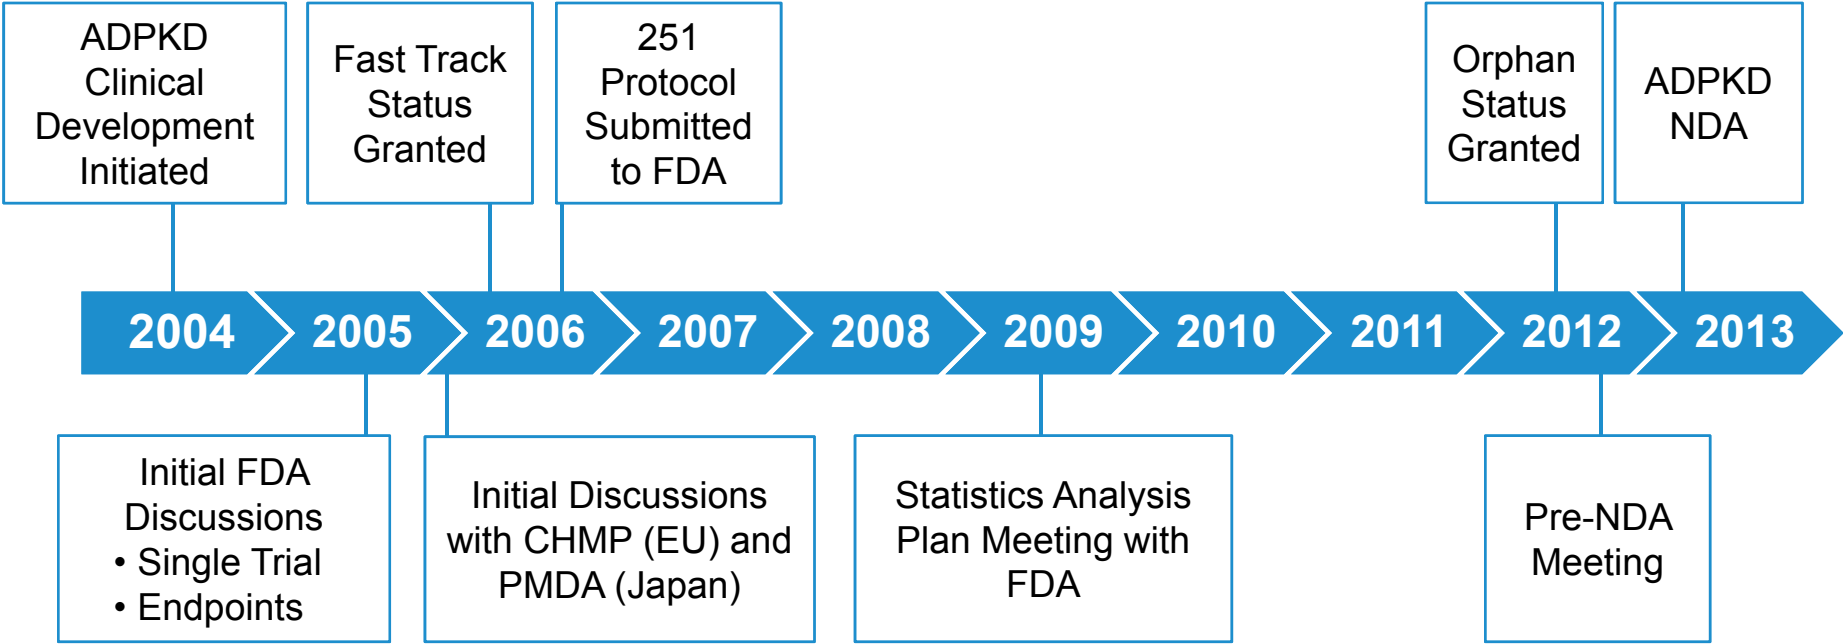 ADPKD
Clinical
Development
Initiated
Fast Track
Status
Granted
251
Protocol
Submitted
to FDA
Orphan
Status
Granted
ADPKD
NDA
2004
2005
2006
2007
2008
2009
2010
2011
2012
2013
Initial FDA
Discussions
• Single Trial
• Endpoints
Initial Discussions
with CHMP (EU) and
PMDA (Japan)
Statistics Analysis
Plan Meeting with
FDA
Pre-NDA
Meeting